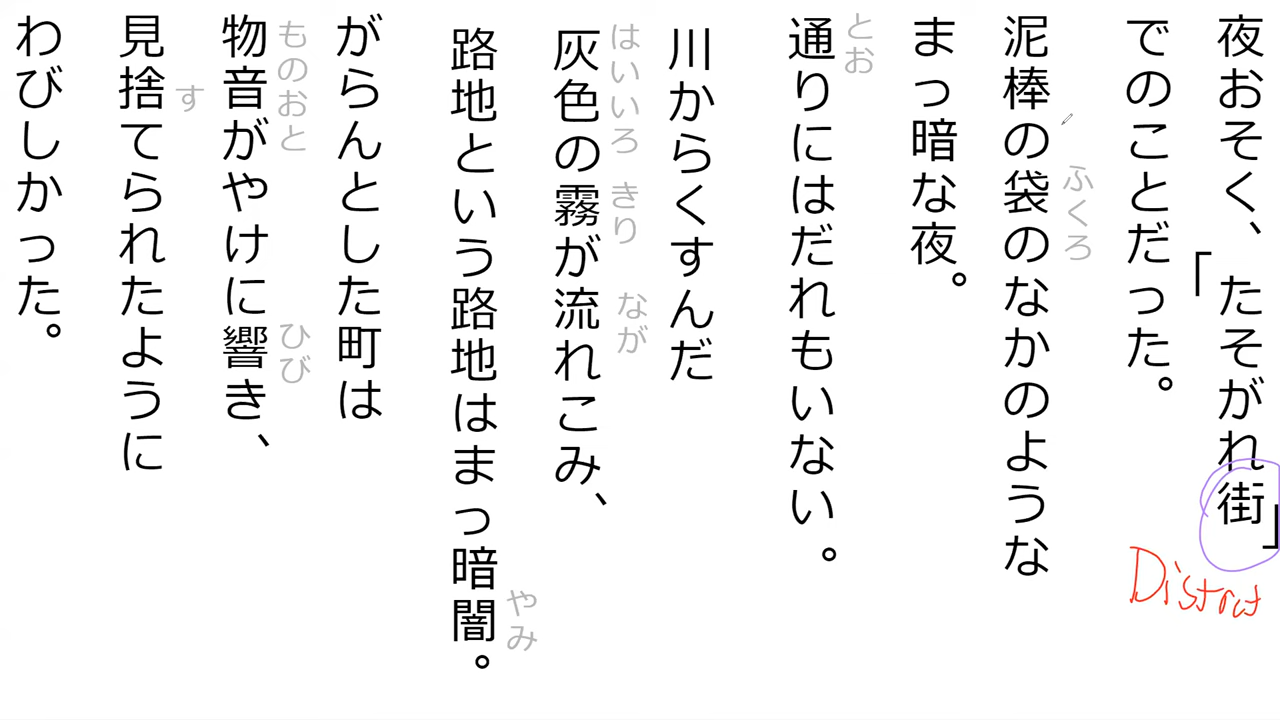 夜おそく、「たそがれ街」
でのことだった。
泥棒の袋のなかのような
ふくろ
まっ暗な夜。
通りにはだれもいない。
とお
川からくすんだ
灰色の霧が流れこみ、
はいいろ きり なが
路地という路地はまっ暗闇。
やみ
がらんとした町は
物音がやけに響き、
ものおと ひび
見捨てられたように
す
わびしかった。
District